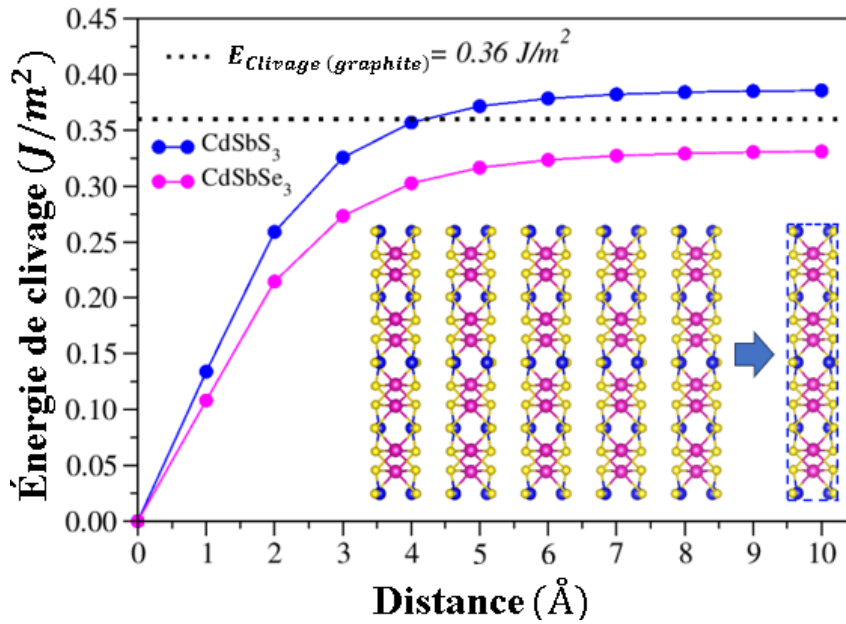 0.45
0.40
0.35
0.30
0.25
0.20
0.15
0.10
0.05
0.00
Énergie de clivage (J/m²)
E_Clivage (graphite) = 0.36 J/m²
CdSbS₃
CdSbSe₃
0 1 2 3 4 5 6 7 8 9 10
Distance (Å)